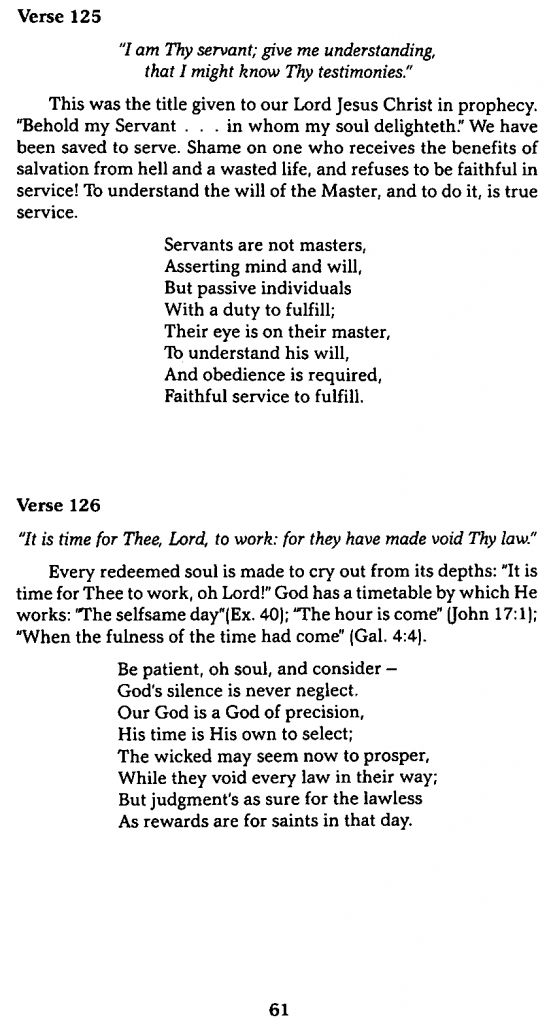 Verse 125
"I am Thy servant; give me understanding,
that I might know Thy testimonies."
This was the title given to our Lord Jesus Christ in prophecy.
"Behold my Servant . . . in whom my soul delighteth." We have
been saved to serve. Shame on one who receives the benefits of
salvation from hell and a wasted life, and refuses to be faithful in
service! To understand the will of the Master, and to do it, is true
service.
Servants are not masters,
Asserting mind and will,
But passive individuals
With a duty to fulfill;
Their eye is on their master,
To understand his will,
And obedience is required,
Faithful service to fulfill.
Verse 126
"It is time for Thee, Lord, to work: for they have made void Thy law."
Every redeemed soul is made to cry out from its depths: "It is
time for Thee to work, oh Lord!" God has a timetable by which He
works: "The selfsame day"(Ex. 40); "The hour is come" (John 17:1);
"When the fulness of the time had come" (Gal. 4:4).
Be patient, oh soul, and consider –
God's silence is never neglect.
Our God is a God of precision,
His time is His own to select;
The wicked may seem now to prosper,
While they void every law in their way;
But judgment's as sure for the lawless
As rewards are for saints in that day.
61